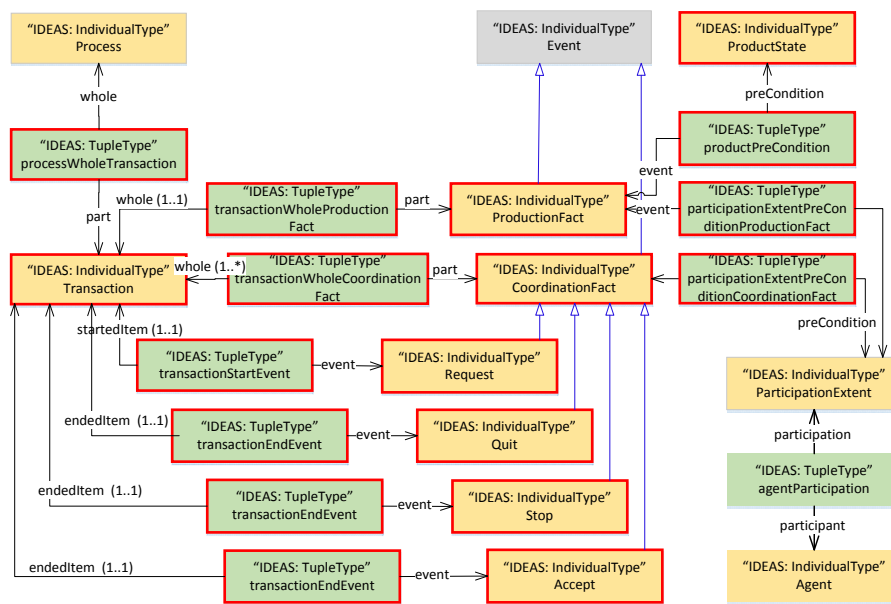 “IDEAS: IndividualType”
Process
“IDEAS: IndividualType”
Event
“IDEAS: IndividualType”
ProductState
whole
preCondition
“IDEAS: TupleType”
processWholeTransaction
“IDEAS: TupleType”
productPreCondition
event
part
whole (1..1)
“IDEAS: TupleType”
transactionWholeProduction
Fact
part
“IDEAS: IndividualType”
ProductionFact
event
“IDEAS: TupleType”
participationExtentPreCon
ditionProductionFact
“IDEAS: IndividualType”
Transaction
whole (1..*)
“IDEAS: TupleType”
transactionWholeCoordination
Fact
part
“IDEAS: IndividualType”
CoordinationFact
“IDEAS: TupleType”
participationExtentPreCon
ditionCoordinationFact
preCondition
startedItem (1..1)
“IDEAS: TupleType”
transactionStartEvent
event
“IDEAS: IndividualType”
Request
“IDEAS: IndividualType”
ParticipationExtent
endedItem (1..1)
“IDEAS: TupleType”
transactionEndEvent
event
“IDEAS: IndividualType”
Quit
participation
“IDEAS: TupleType”
agentParticipation
endedItem (1..1)
“IDEAS: TupleType”
transactionEndEvent
event
“IDEAS: IndividualType”
Stop
participant
endedItem (1..1)
“IDEAS: TupleType”
transactionEndEvent
event
“IDEAS: IndividualType”
Accept
“IDEAS: IndividualType”
Agent